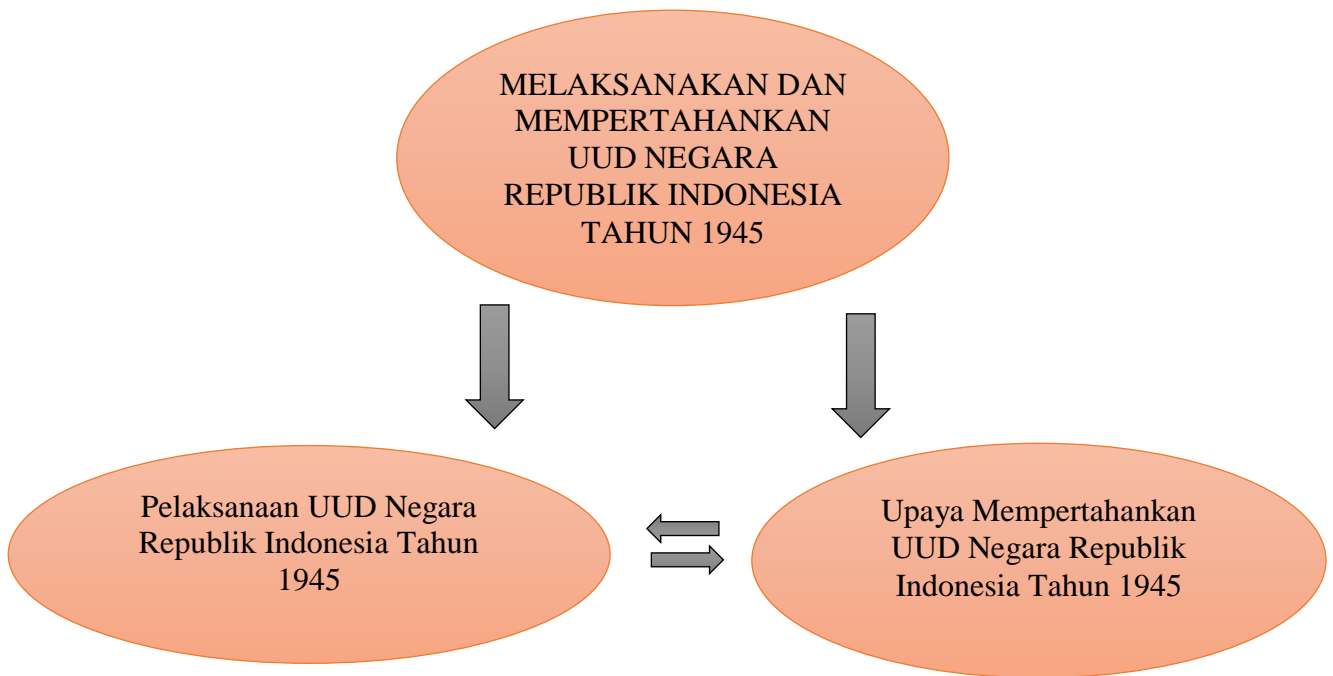 MELAKSANAKAN DAN
MEMPERTAHANKAN
UUD NEGARA
REPUBLIK INDONESIA
TAHUN 1945
Pelaksanaan UUD Negara
Republik Indonesia Tahun
1945
Upaya Mempertahankan
UUD Negara Republik
Indonesia Tahun 1945